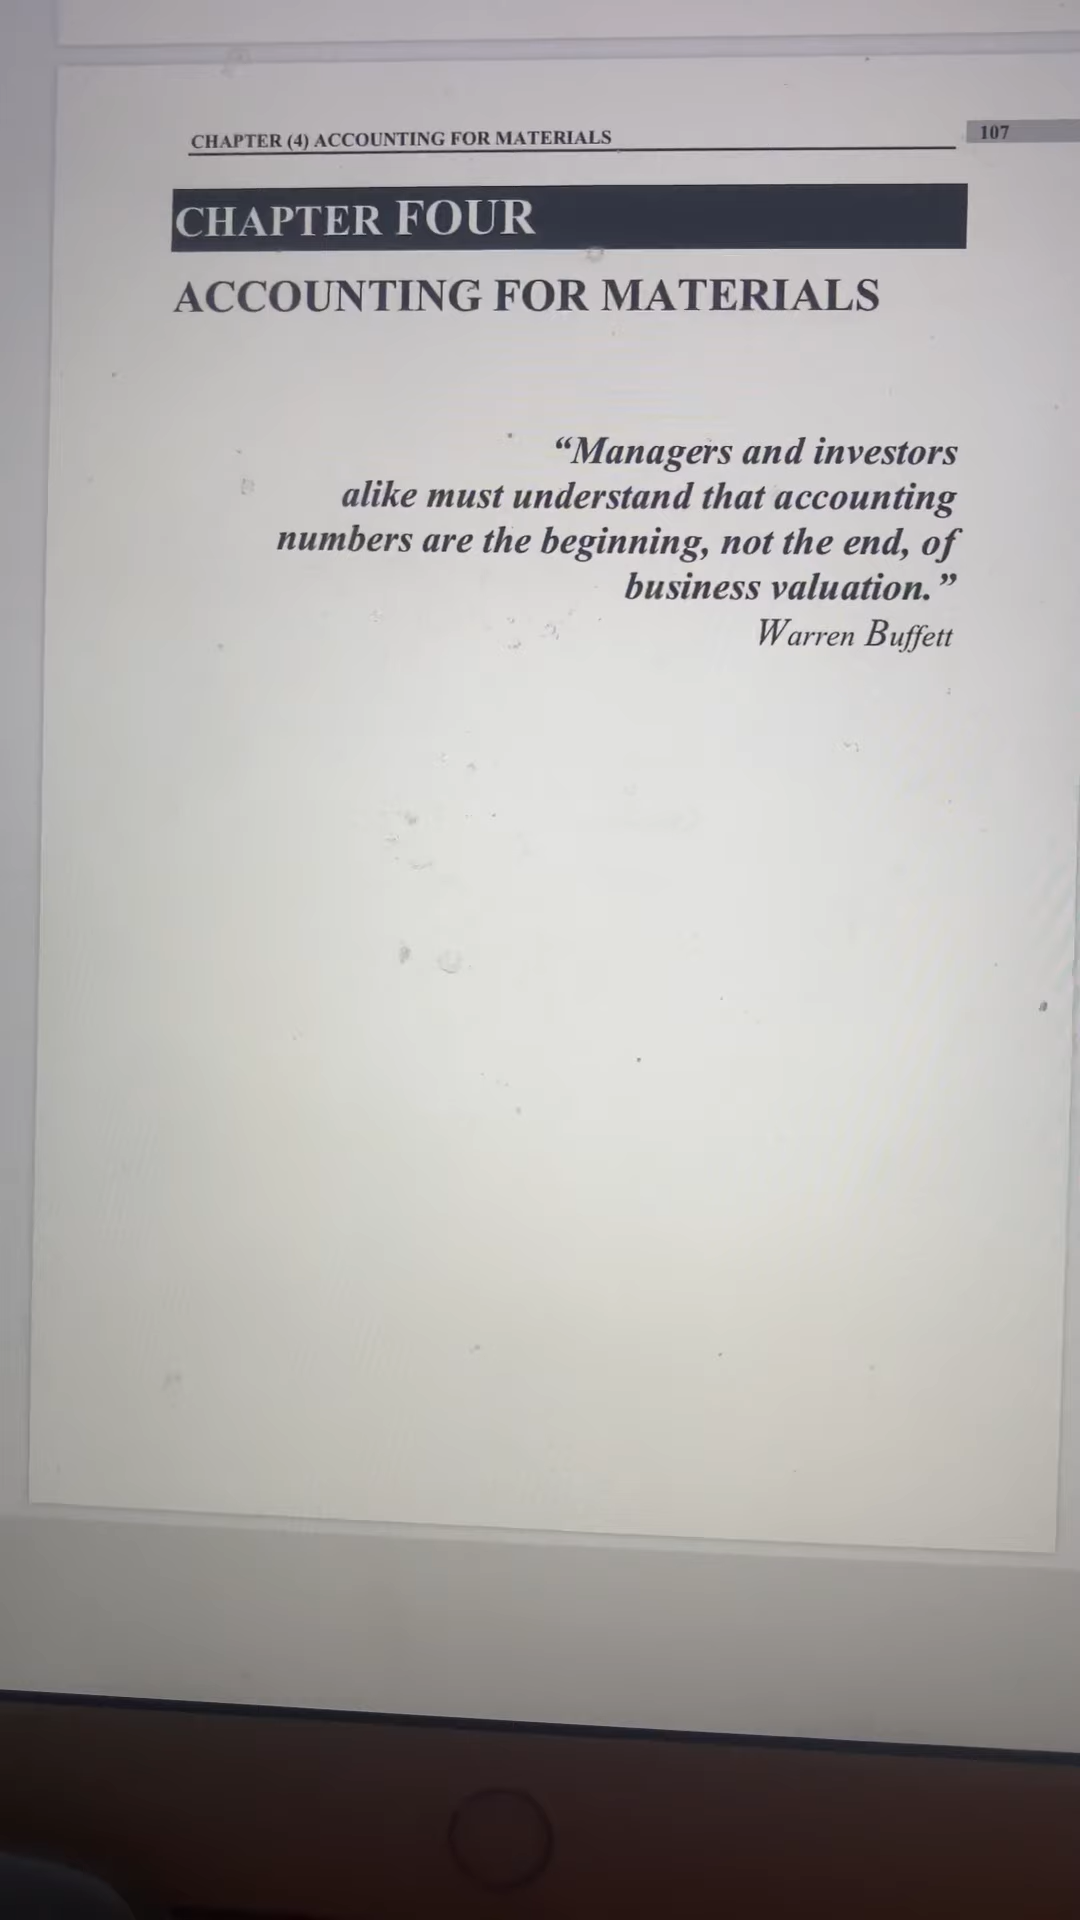 CHAPTER (4) ACCOUNTING FOR MATERIALS 107
CHAPTER FOUR
ACCOUNTING FOR MATERIALS
“Managers and investors
alike must understand that accounting
numbers are the beginning, not the end, of
business valuation.”
Warren Buffett